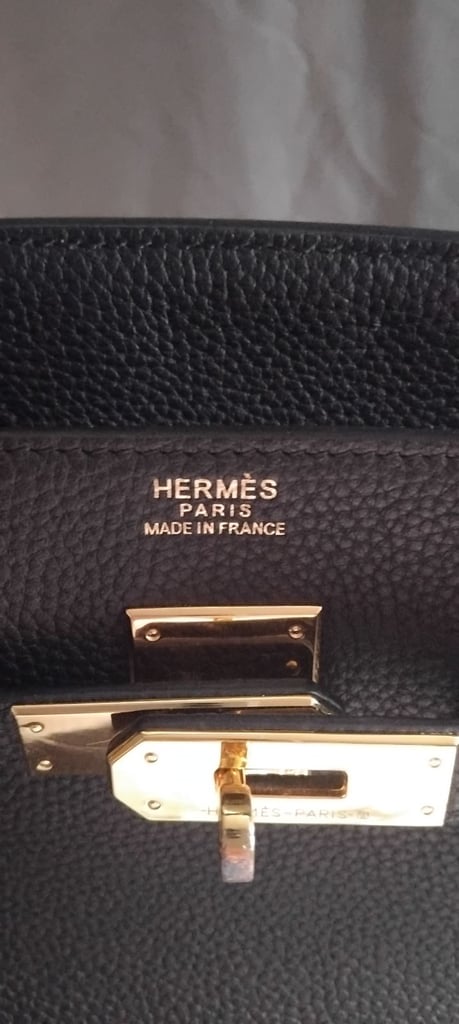 HERMÈS
PARIS
MADE IN FRANCE
-HERMÈS-PARIS-